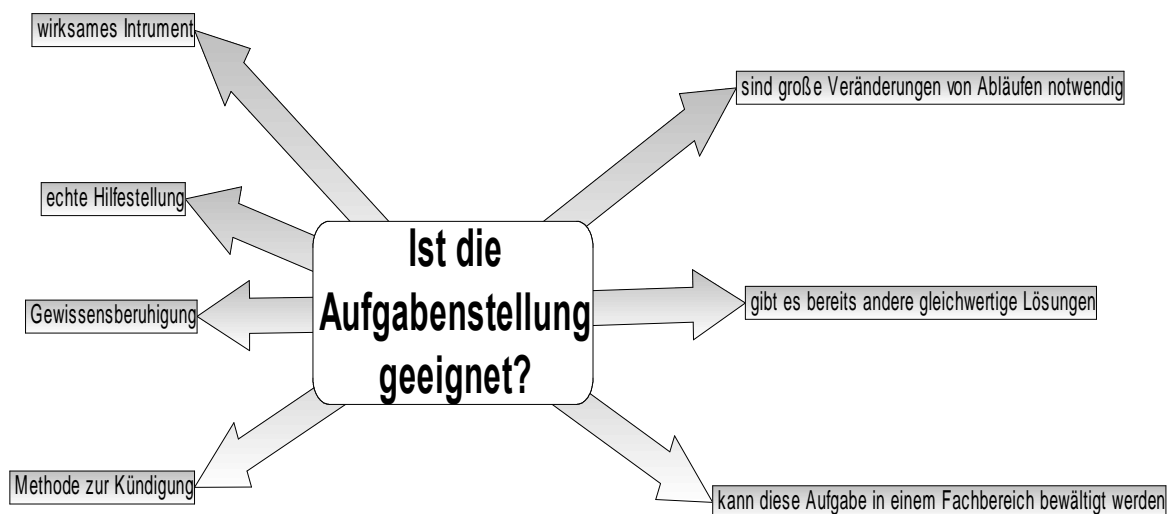 wirksames Intrument
sind große Veränderungen von Abläufen notwendig
echte Hilfestellung
Ist die
Aufgabenstellung
geeignet?
Gewissensberuhigung
gibt es bereits andere gleichwertige Lösungen
Methode zur Kündigung
kann diese Aufgabe in einem Fachbereich bewältigt werden